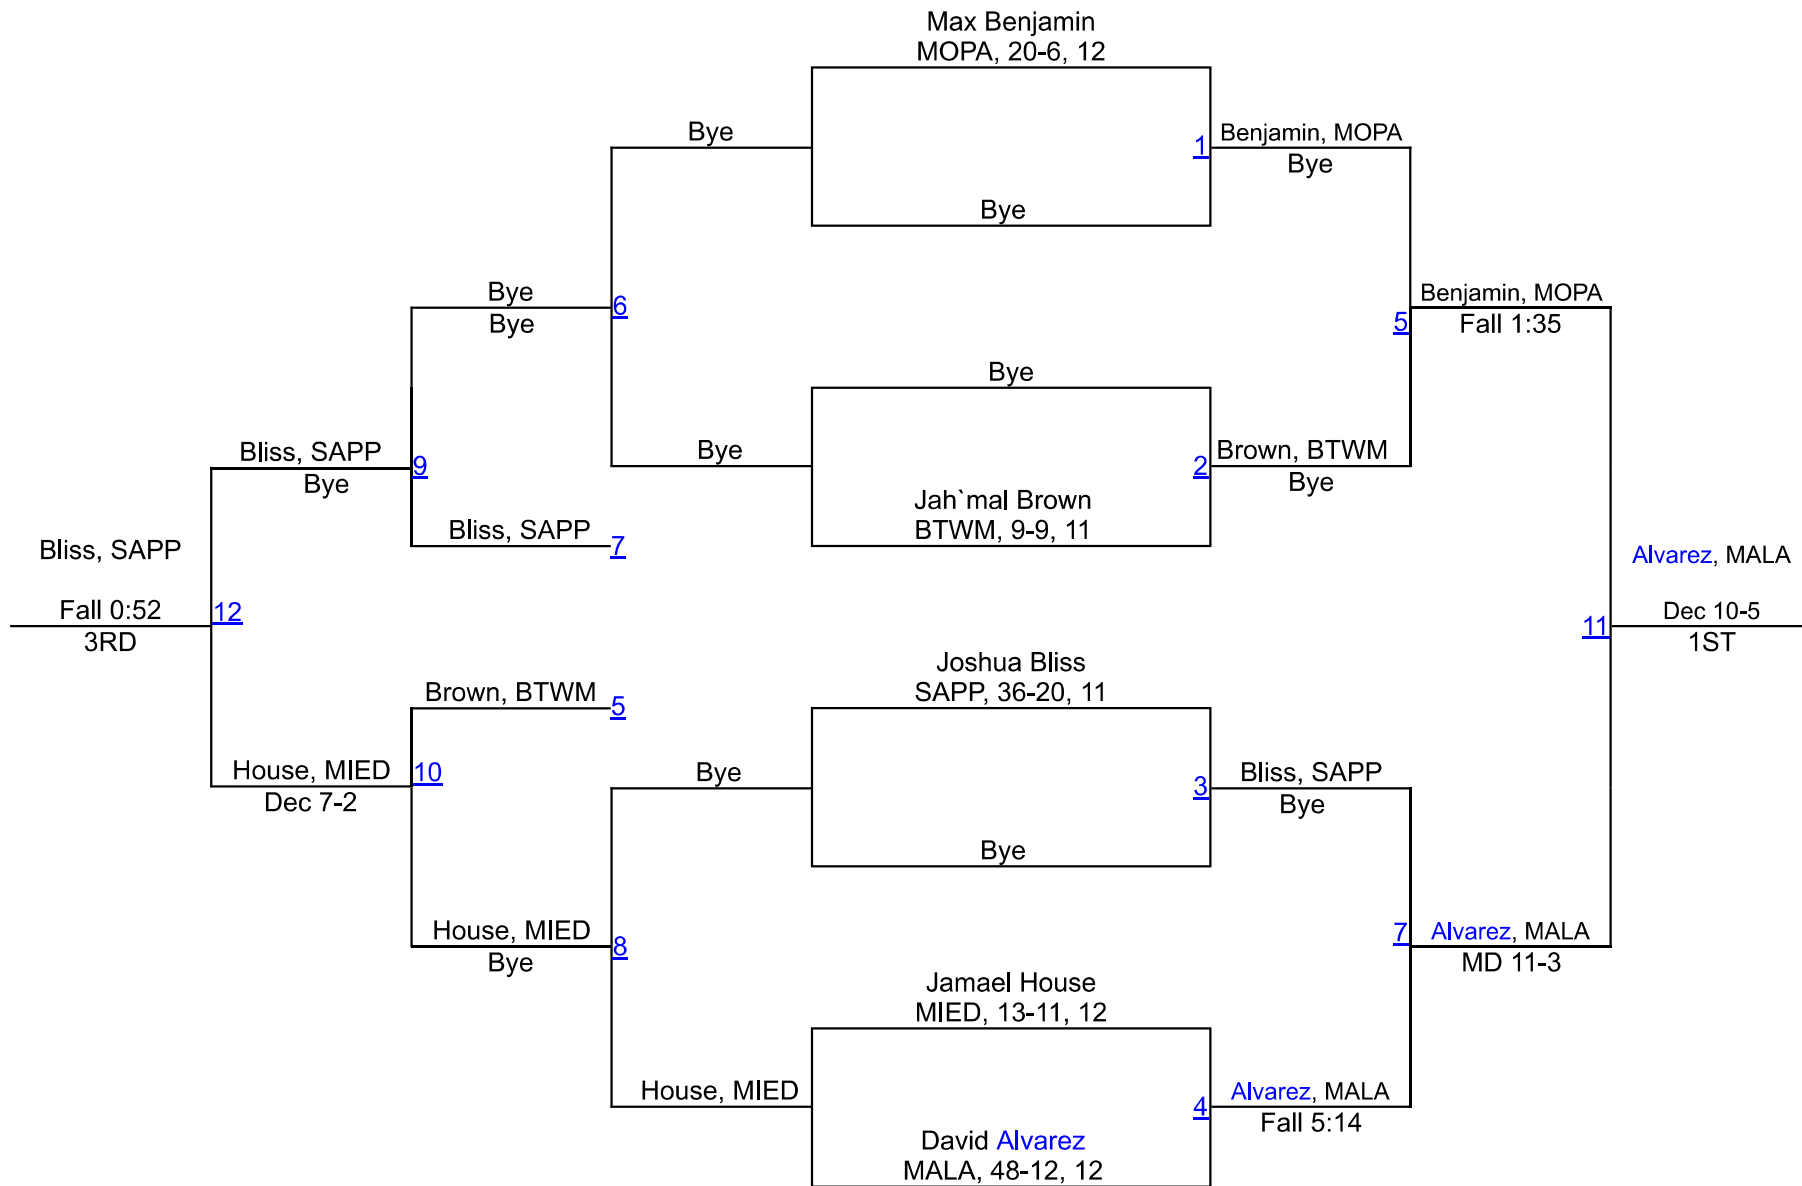 Max Benjamin
MOPA, 20-6, 12
Bye
1
Benjamin, MOPA
Bye
Bye
Bye
Bye
6
Benjamin, MOPA
Fall 1:35
5
Bye
Bye
Bliss, SAPP
Bye
9
2
Brown, BTWM
Bye
Jah`mal Brown
BTWM, 9-9, 11
Bliss, SAPP
7
Bliss, SAPP
Fall 0:52
3RD
12
Alvarez, MALA
Dec 10-5
1ST
11
Joshua Bliss
SAPP, 36-20, 11
Brown, BTWM
5
House, MIED
Dec 7-2
10
Bye
3
Bliss, SAPP
Bye
Bye
House, MIED
Bye
8
7
Alvarez, MALA
MD 11-3
Jamael House
MIED, 13-11, 12
House, MIED
4
Alvarez, MALA
Fall 5:14
David Alvarez
MALA, 48-12, 12